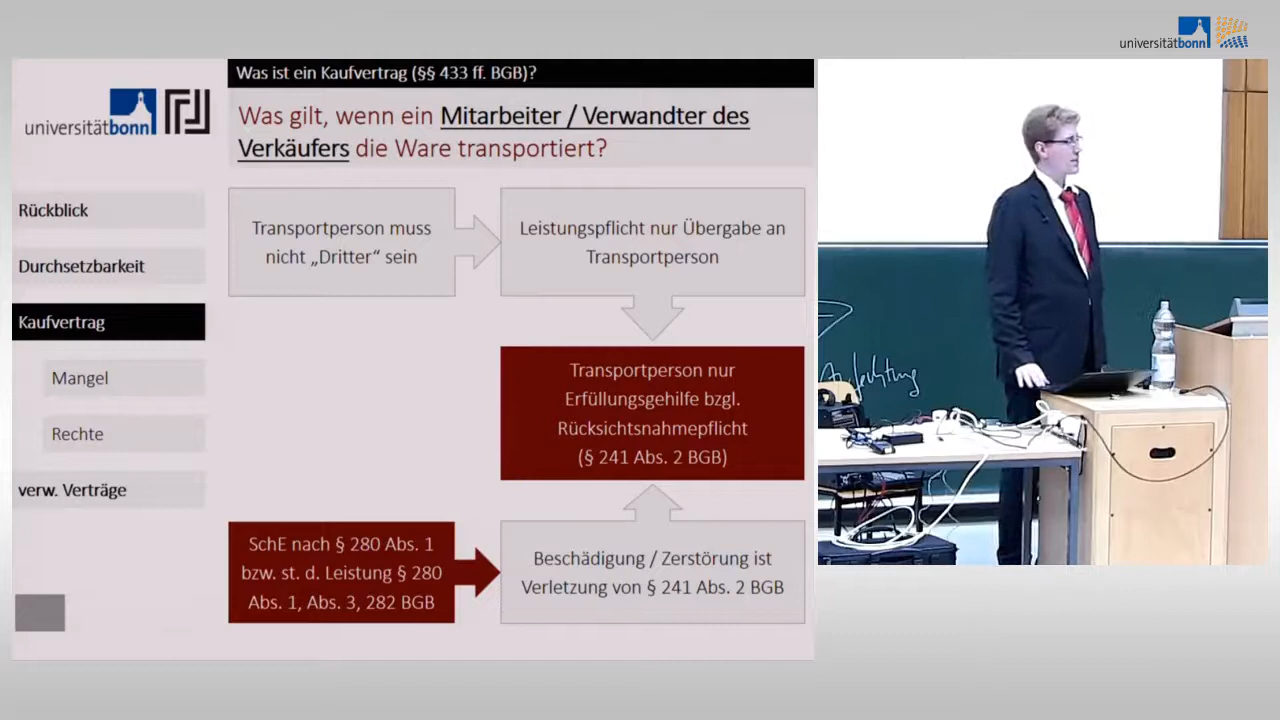 universitätbonn
Was ist ein Kaufvertrag (§§ 433 ff. BGB)?
universitätbonn
Was gilt, wenn ein Mitarbeiter / Verwandter des
Verkäufers die Ware transportiert?
Rückblick
Durchsetzbarkeit
Kaufvertrag
Mangel
Rechte
verw. Verträge
Transportperson muss
nicht „Dritter“ sein
Leistungspflicht nur Übergabe an
Transportperson
Transportperson nur
Erfüllungsgehilfe bzgl.
Rücksichtsnahmepflicht
(§ 241 Abs. 2 BGB)
SchE nach § 280 Abs. 1
bzw. st. d. Leistung § 280
Abs. 1, Abs. 3, 282 BGB
Beschädigung / Zerstörung ist
Verletzung von § 241 Abs. 2 BGB